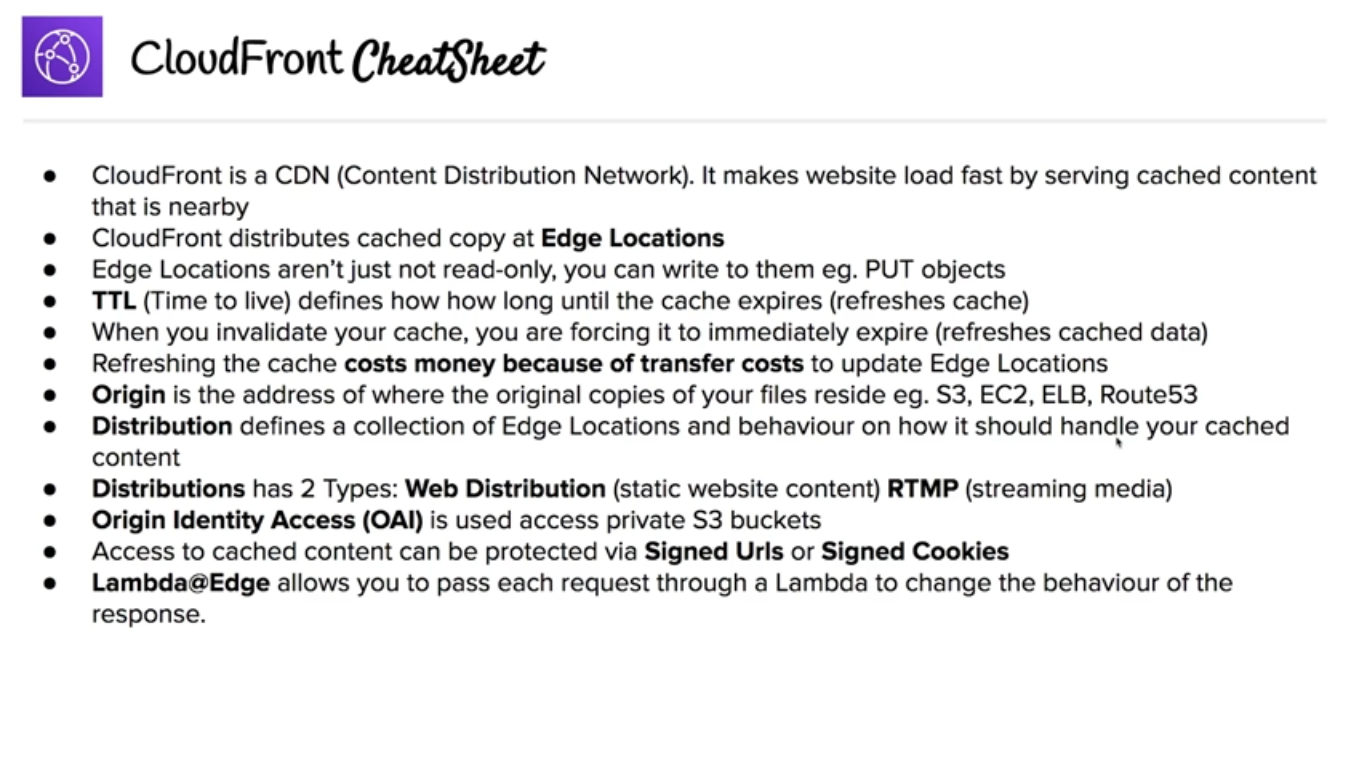 CloudFront CheatSheet
● CloudFront is a CDN (Content Distribution Network). It makes website load fast by serving cached content
that is nearby
● CloudFront distributes cached copy at Edge Locations
● Edge Locations aren’t just not read-only, you can write to them eg. PUT objects
● TTL (Time to live) defines how how long until the cache expires (refreshes cache)
● When you invalidate your cache, you are forcing it to immediately expire (refreshes cached data)
● Refreshing the cache costs money because of transfer costs to update Edge Locations
● Origin is the address of where the original copies of your files reside eg. S3, EC2, ELB, Route53
● Distribution defines a collection of Edge Locations and behaviour on how it should handle your cached
content
● Distributions has 2 Types: Web Distribution (static website content) RTMP (streaming media)
● Origin Identity Access (OAI) is used access private S3 buckets
● Access to cached content can be protected via Signed Urls or Signed Cookies
● Lambda@Edge allows you to pass each request through a Lambda to change the behaviour of the
response.